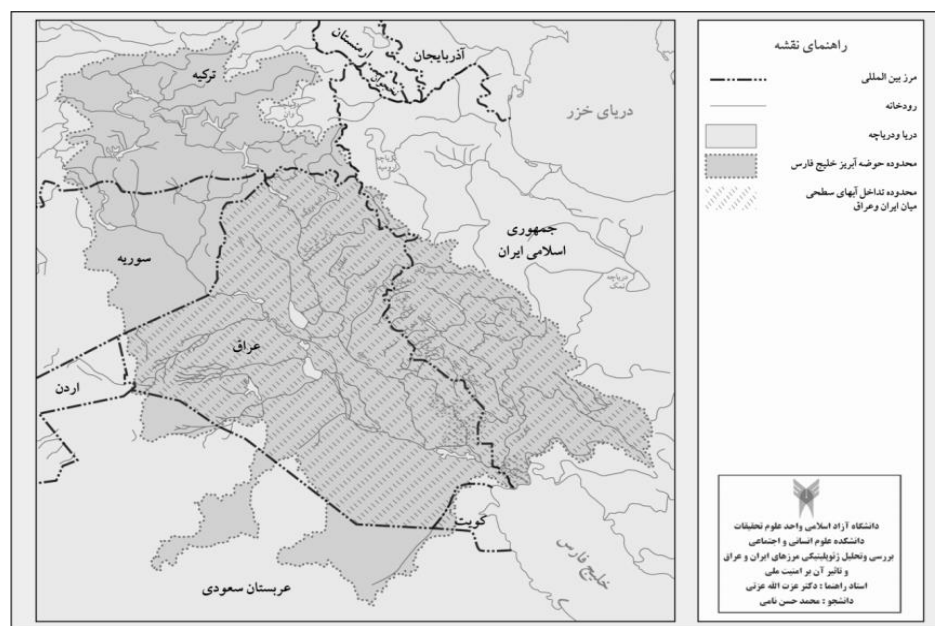 راهنمای نقشه
مرز بین المللی
رودخانه
دریا ودریاچه
محدوده حوضه آبریز خلیج فارس
محدوده تداخل آبهای سطحی
میان ایران وعراق
آذربایجان
ارمنستان
ترکیه
دریای خزر
جمهوری
اسلامی ایران
دریاچه
نمک
سوریه
عراق
اردن
کویت
خلیج فارس
عربستان سعودی
دانشگاه آزاد اسلامی واحد علوم تحقیقات
دانشکده علوم انسانی و اجتماعی
بررسی وتحلیل ژئوپلیتیکی مرزهای ایران و عراق
و تاثیر آن بر امنیت ملی
استاد راهنما : دکتر عزت الله عزتی
دانشجو : محمد حسن نامی